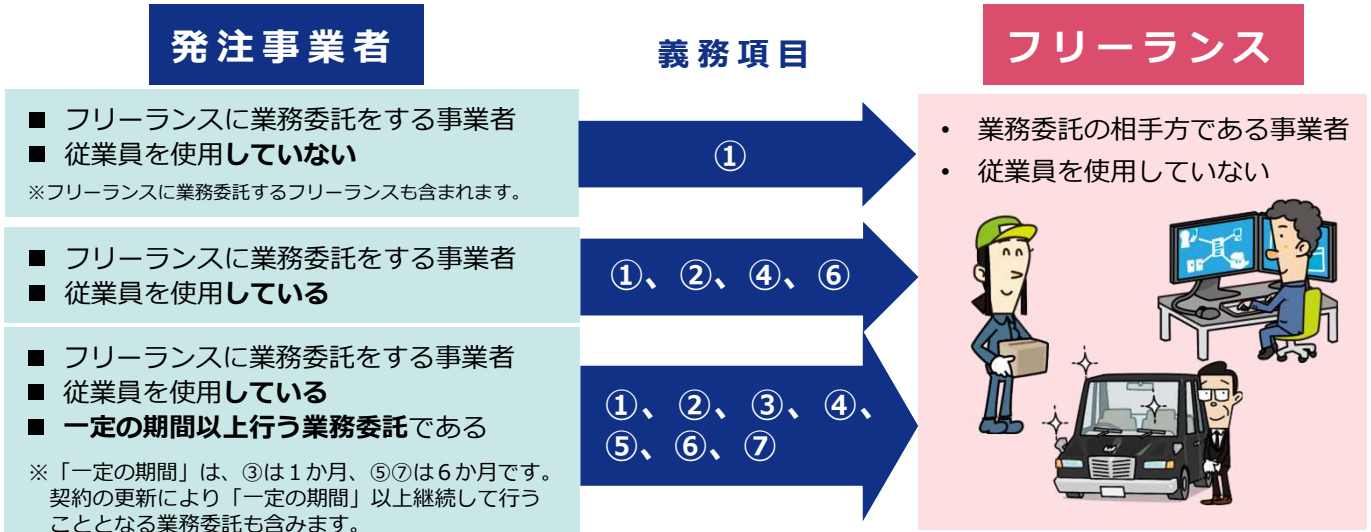 発注事業者
義務項目
フリーランス
■ フリーランスに業務委託をする事業者
■ 従業員を使用していない
※フリーランスに業務委託するフリーランスも含まれます。
①
• 業務委託の相手方である事業者
• 従業員を使用していない
■ フリーランスに業務委託をする事業者
■ 従業員を使用している
①、②、④、⑥
■ フリーランスに業務委託をする事業者
■ 従業員を使用している
■ 一定の期間以上行う業務委託である
※「一定の期間」は、③は1か月、⑤⑦は6か月です。
契約の更新により「一定の期間」以上継続して行う
こととなる業務委託も含みます。
①、②、③、④、
⑤、⑥、⑦